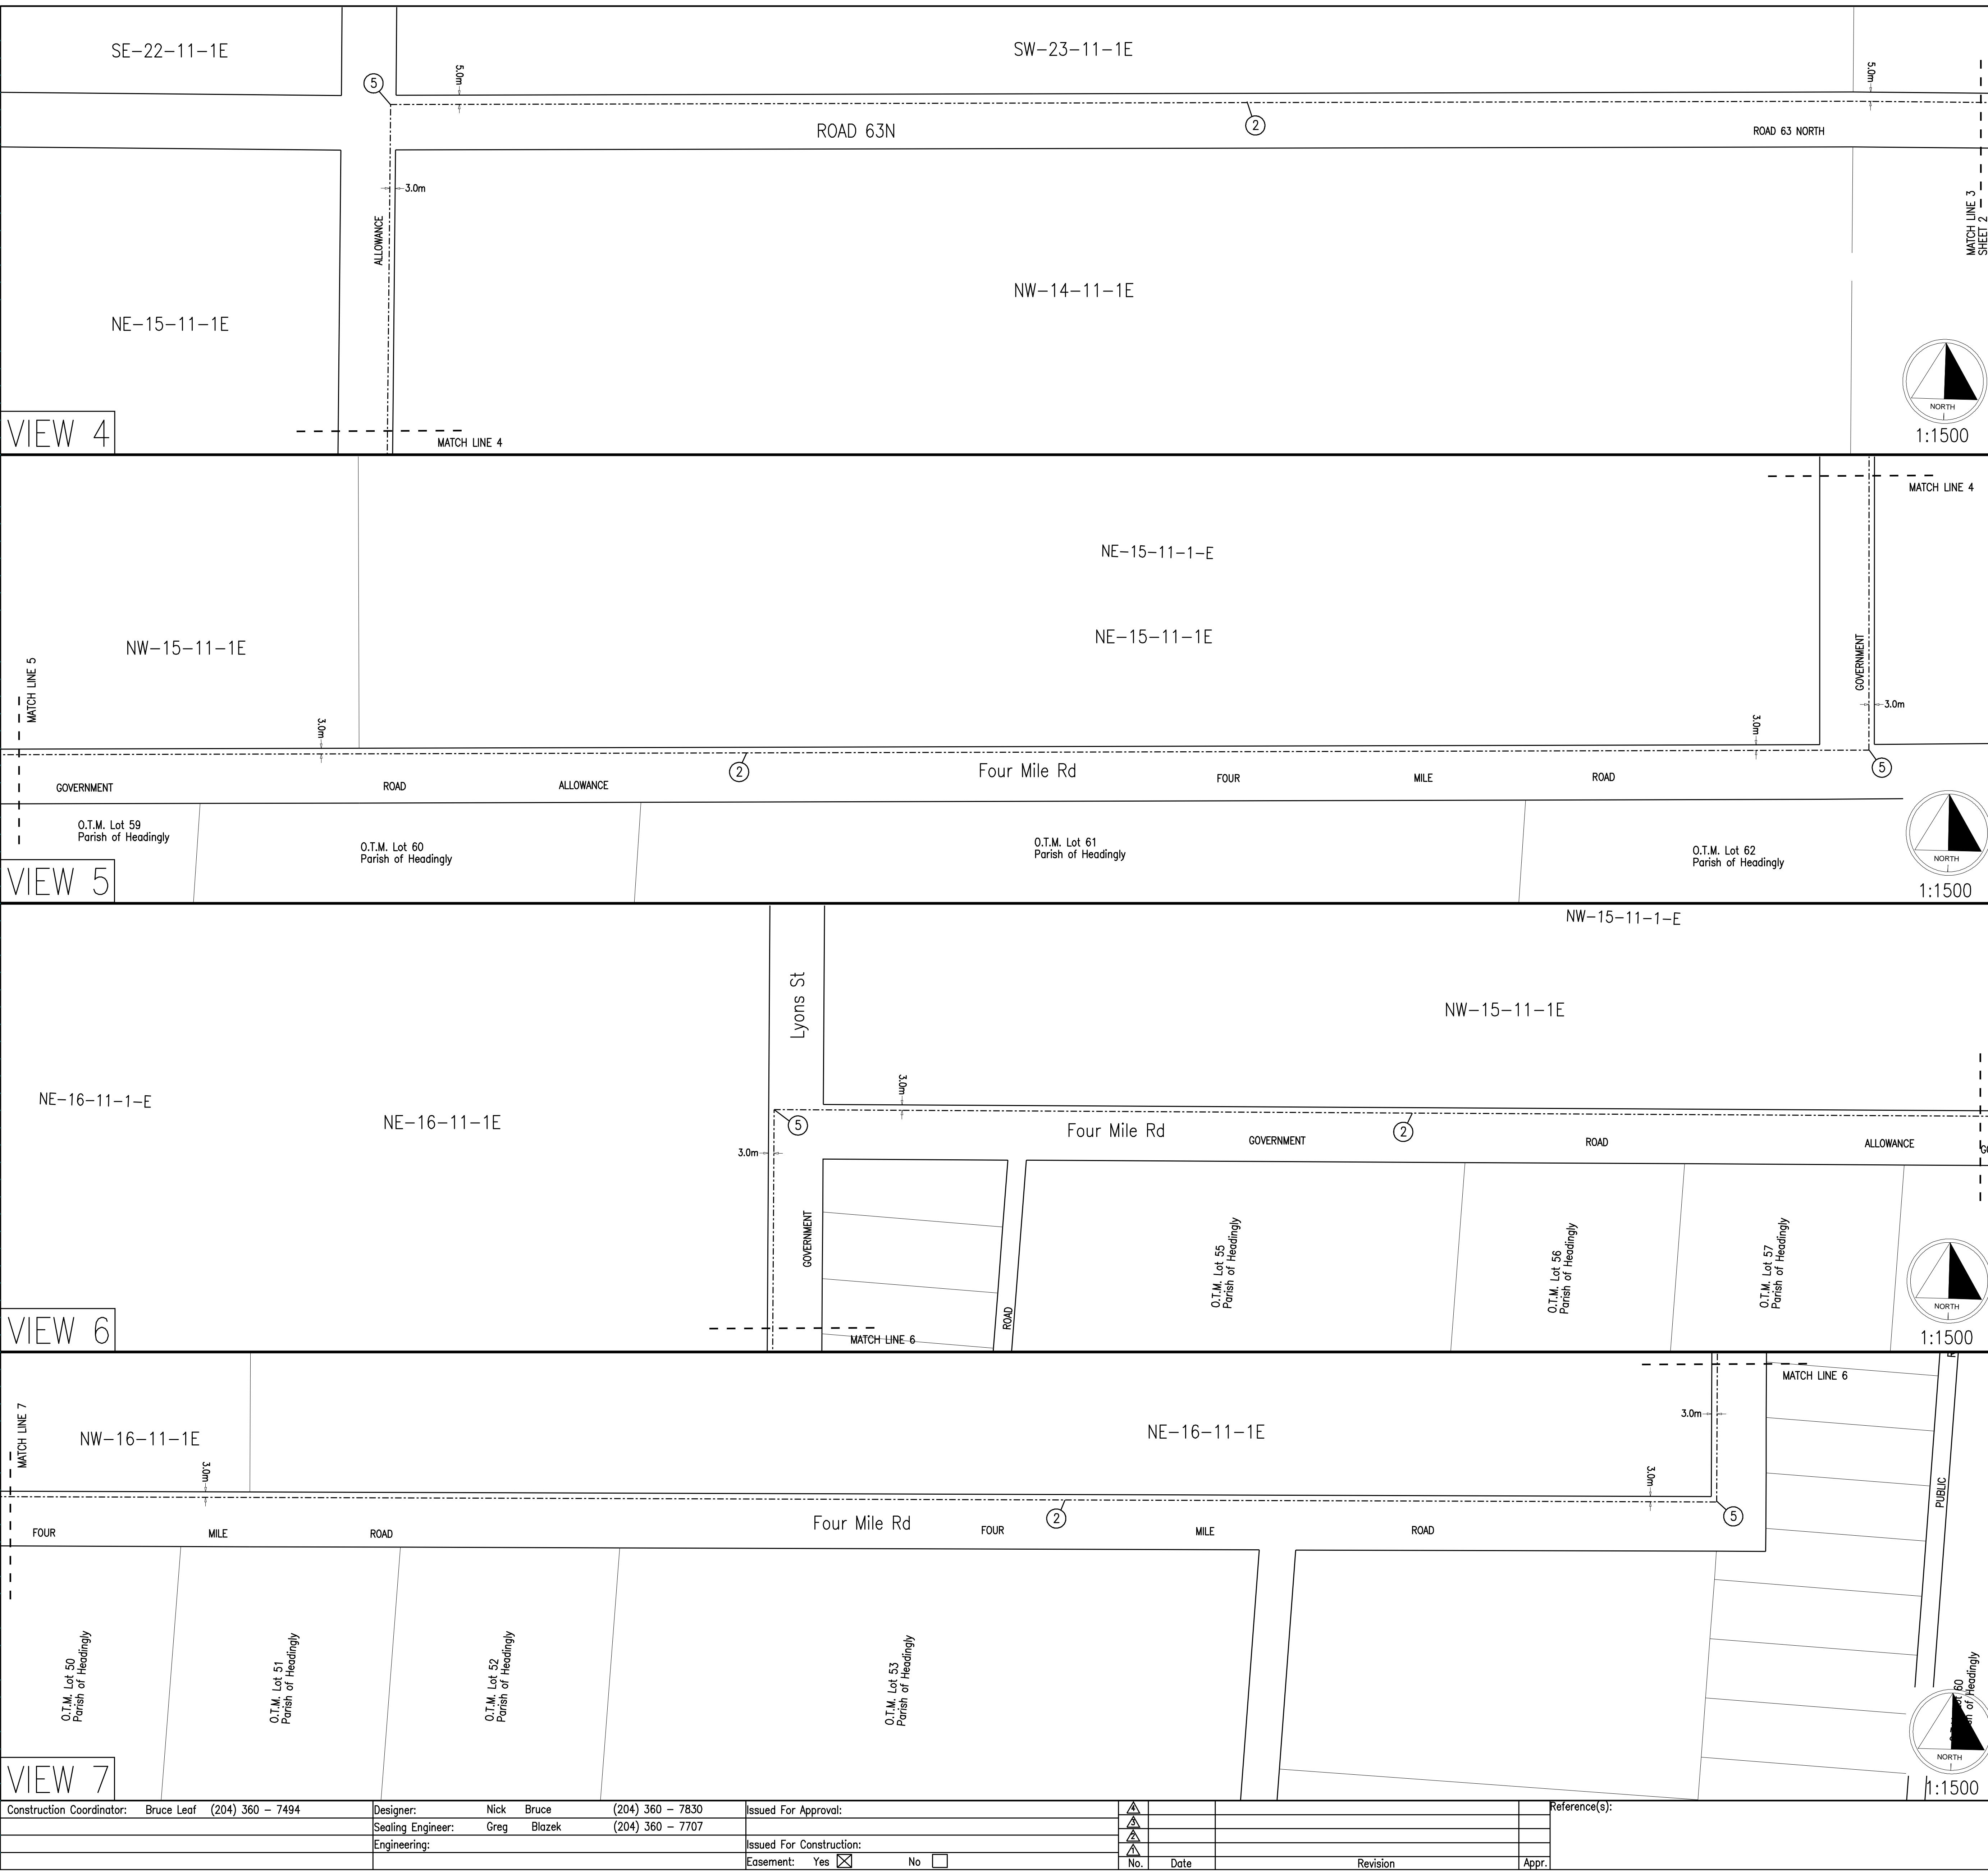 SE-22-11-1E
SW-23-11-1E
5
5.0m
5.0m
2
ROAD 63N
ROAD 63 NORTH
3.0m
ALLOWANCE
MATCH LINE 3
SHEET 2
NW-14-11-1E
NE-15-11-1E
NORTH
1:1500
VIEW 4
MATCH LINE 4
MATCH LINE 4
NE-15-11-1-E
NE-15-11-1E
NW-15-11-1E
MATCH LINE 5
GOVERNMENT
3.0m
3.0m
3.0m
2
Four Mile Rd
5
GOVERNMENT
ROAD
ALLOWANCE
FOUR
MILE
ROAD
O.T.M. Lot 59
Parish of Headingly
O.T.M. Lot 60
Parish of Headingly
O.T.M. Lot 61
Parish of Headingly
O.T.M. Lot 62
Parish of Headingly
NORTH
1:1500
VIEW 5
NW-15-11-1-E
Lyons St
NW-15-11-1E
NE-16-11-1-E
NE-16-11-1E
3.0m
5
3.0m
Four Mile Rd
2
GOVERNMENT
ROAD
ALLOWANCE
GOVERNMENT
ROAD
O.T.M. Lot 55
Parish of Headingly
O.T.M. Lot 56
Parish of Headingly
O.T.M. Lot 57
Parish of Headingly
NORTH
1:1500
VIEW 6
MATCH LINE 6
MATCH LINE 6
MATCH LINE 7
NW-16-11-1E
NE-16-11-1E
3.0m
3.0m
3.0m
PUBLIC
2
5
Four Mile Rd
FOUR
MILE
ROAD
FOUR
MILE
ROAD
O.T.M. Lot 50
Parish of Headingly
O.T.M. Lot 51
Parish of Headingly
O.T.M. Lot 52
Parish of Headingly
O.T.M. Lot 53
Parish of Headingly
60
of Headingly
NORTH
1:1500
VIEW 7
Construction Coordinator: Bruce Leaf (204) 360 - 7494
Designer: Nick Bruce (204) 360 - 7830
Sealing Engineer: Greg Blazek (204) 360 - 7707
Engineering:
Issued For Approval:
Issued For Construction:
Easement: Yes No
4
3
2
1
No. Date Revision Appr.
Reference(s):